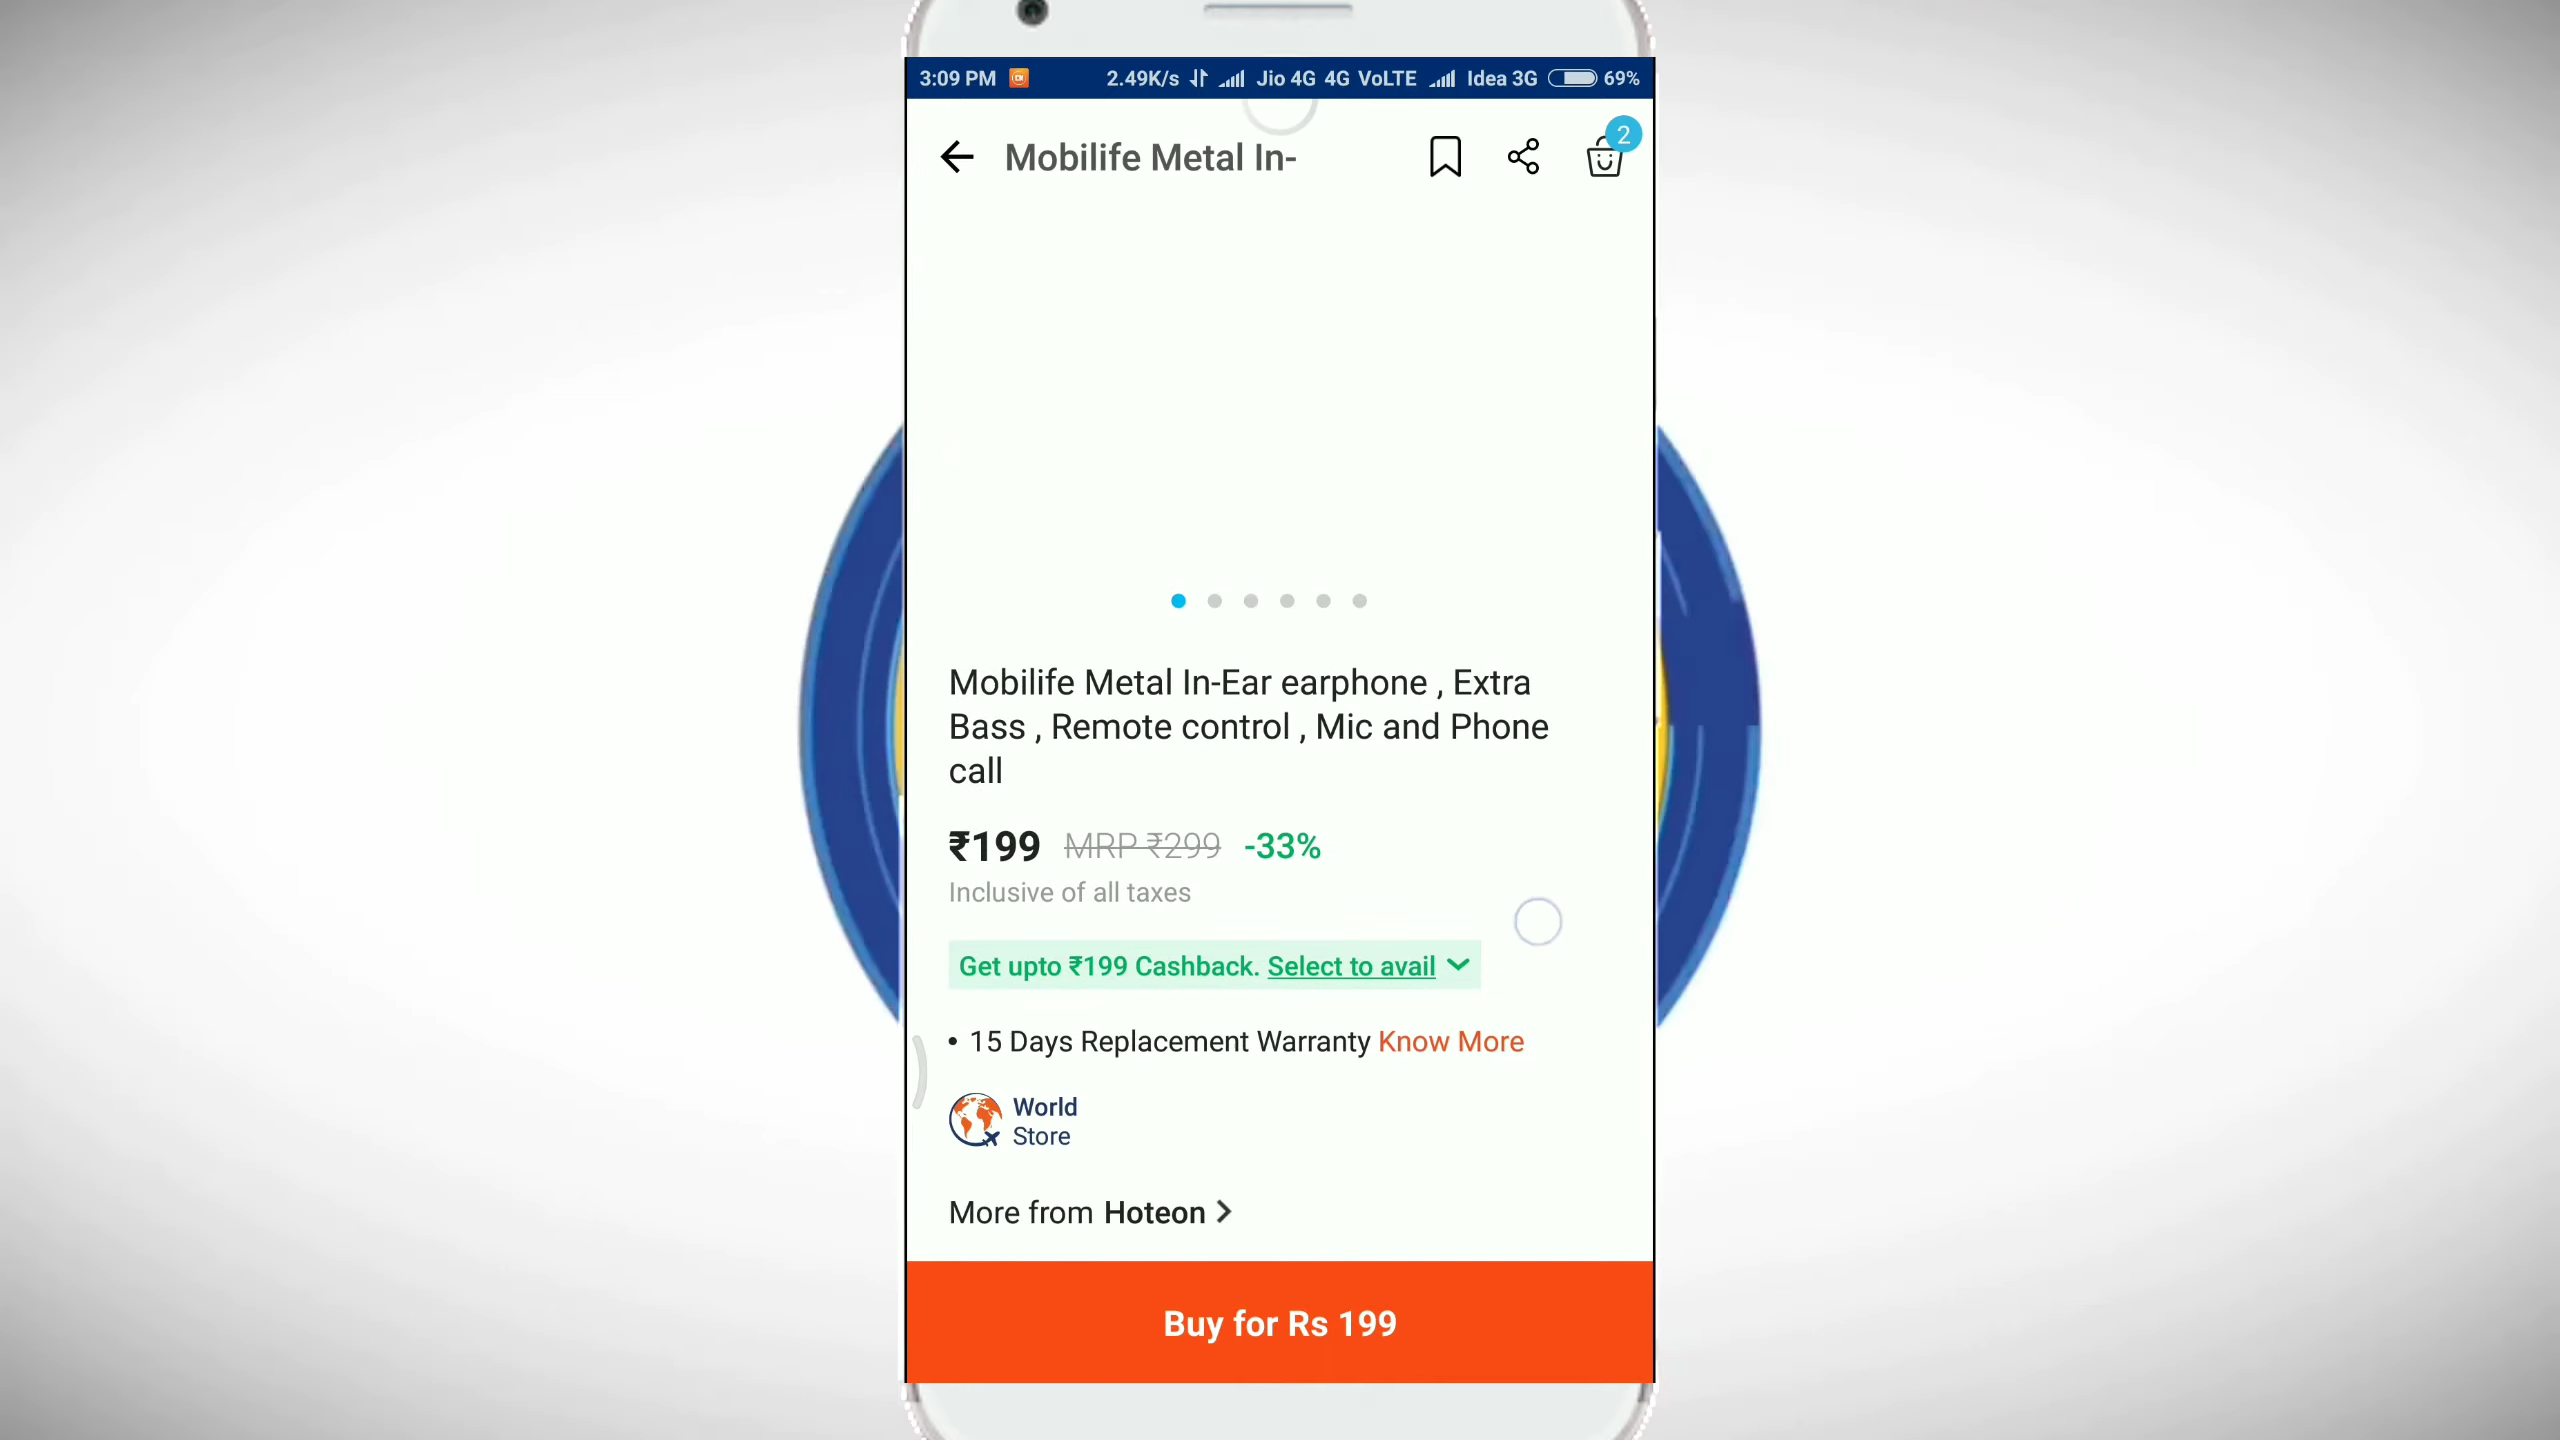 3:09 PM 2.49K/s Jio 4G 4G VoLTE Idea 3G 69%
Mobilife Metal In-
2
Mobilife Metal In-Ear earphone , Extra
Bass , Remote control , Mic and Phone
call
₹199 MRP ₹299 -33%
Inclusive of all taxes
Get upto ₹199 Cashback. Select to avail
• 15 Days Replacement Warranty Know More
World
Store
More from Hoteon
Buy for Rs 199